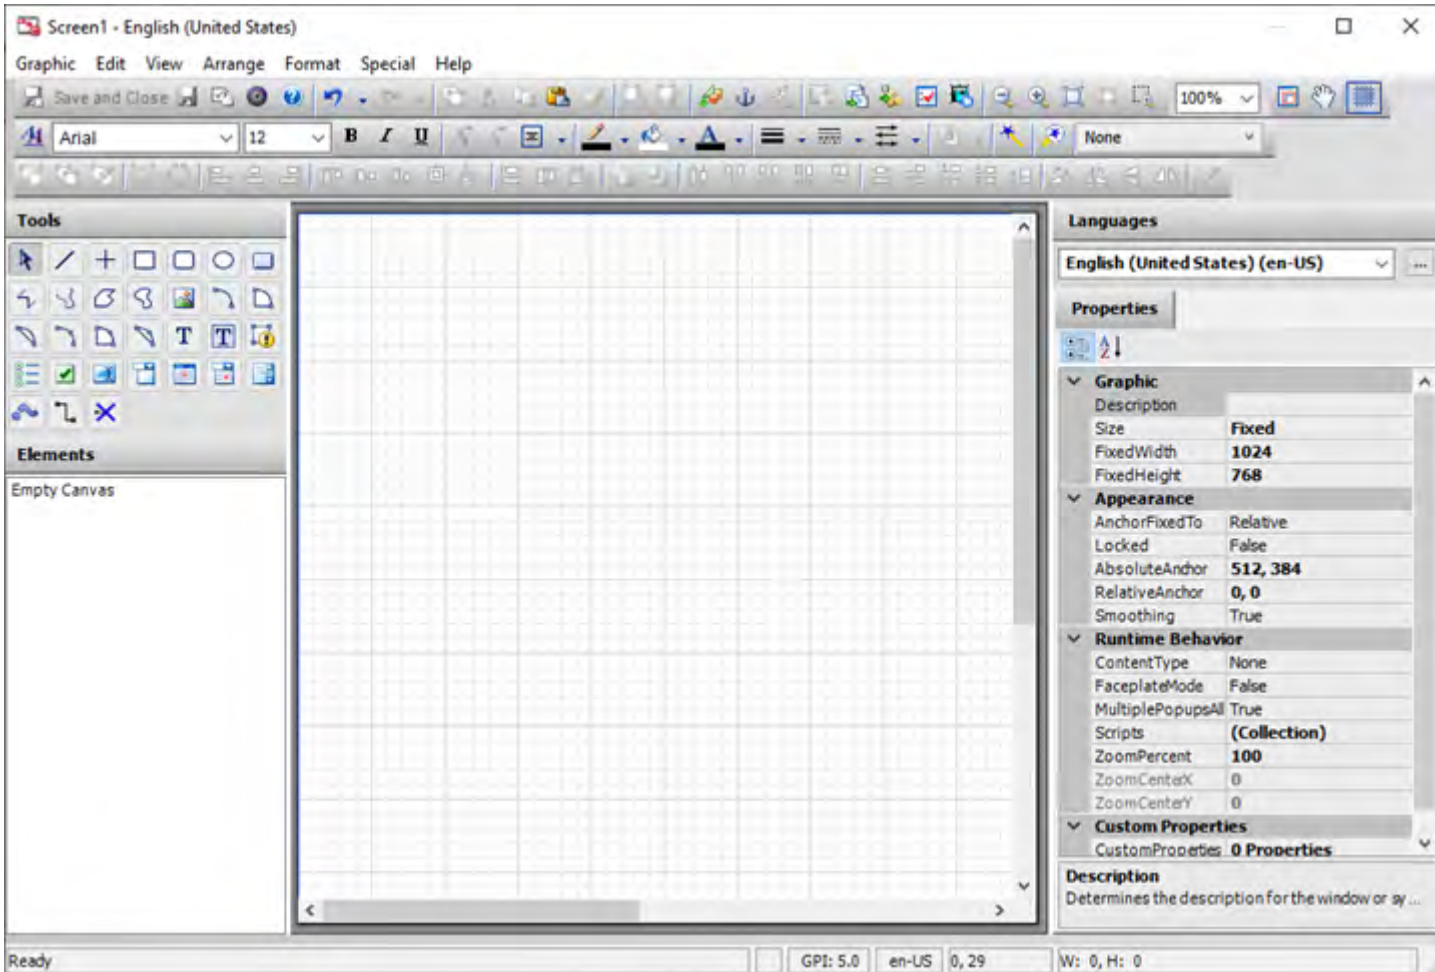 Screen1 - English (United States)
Graphic Edit View Arrange Format Special Help
Save and Close 100%
Arial 12 B I U A None
Tools
Languages
English (United States) (en-US) ...
Properties
T T
Graphic
Description
Size Fixed
FixedWidth 1024
FixedHeight 768
Appearance
AnchorFixedTo Relative
Locked False
AbsoluteAnchor 512, 384
RelativeAnchor 0, 0
Smoothing True
Runtime Behavior
ContentType None
FaceplateMode False
MultiplePopupsAll True
Scripts (Collection)
ZoomPercent 100
ZoomCenterX 0
ZoomCenterY 0
Custom Properties
CustomProperties 0 Properties
Elements
Empty Canvas
Description
Determines the description for the window or sy ...
Ready GPI: 5.0 en-US 0, 29 W: 0, H: 0